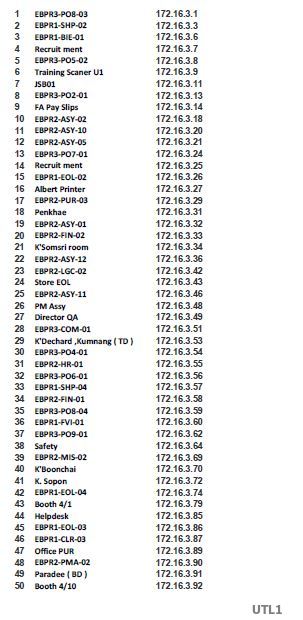 1 EBPR3-PO8-03 172.16.3.1
2 EBPR1-SHP-02 172.16.3.3
3 EBPR1-BIE-01 172.16.3.6
4 Recruit ment 172.16.3.7
5 EBPR3-PO5-02 172.16.3.8
6 Training Scaner U1 172.16.3.9
7 JSB01 172.16.3.11
8 EBPR3-PO2-01 172.16.3.13
9 FA Pay Slips 172.16.3.14
10 EBPR2-ASY-02 172.16.3.18
11 EBPR2-ASY-10 172.16.3.20
12 EBPR2-ASY-05 172.16.3.21
13 EBPR3-PO7-01 172.16.3.24
14 Recruit ment 172.16.3.25
15 EBPR1-EOL-02 172.16.3.26
16 Albert Printer 172.16.3.27
17 EBPR2-PUR-03 172.16.3.29
18 Penkhae 172.16.3.31
19 EBPR2-ASY-01 172.16.3.32
20 EBPR2-FIN-02 172.16.3.33
21 K'Somsri room 172.16.3.34
22 EBPR2-ASY-12 172.16.3.36
23 EBPR2-LGC-02 172.16.3.42
24 Store EOL 172.16.3.43
25 EBPR2-ASY-11 172.16.3.46
26 PM Assy 172.16.3.48
27 Director QA 172.16.3.49
28 EBPR3-COM-01 172.16.3.51
29 K'Dechard ,Kumnang ( TD ) 172.16.3.53
30 EBPR3-PO4-01 172.16.3.54
31 EBPR2-HR-01 172.16.3.55
32 EBPR3-PO6-01 172.16.3.56
33 EBPR1-SHP-04 172.16.3.57
34 EBPR2-FIN-01 172.16.3.58
35 EBPR3-PO8-04 172.16.3.59
36 EBPR1-FVI-01 172.16.3.60
37 EBPR3-PO9-01 172.16.3.62
38 Safety 172.16.3.64
39 EBPR2-MIS-02 172.16.3.69
40 K'Boonchai 172.16.3.70
41 K. Sopon 172.16.3.72
42 EBPR1-EOL-04 172.16.3.74
43 Booth 4/1 172.16.3.79
44 Helpdesk 172.16.3.85
45 EBPR1-EOL-03 172.16.3.86
46 EBPR1-CLR-03 172.16.3.87
47 Office PUR 172.16.3.89
48 EBPR2-PMA-02 172.16.3.90
49 Paradee ( BD ) 172.16.3.91
50 Booth 4/10 172.16.3.92
UTL1